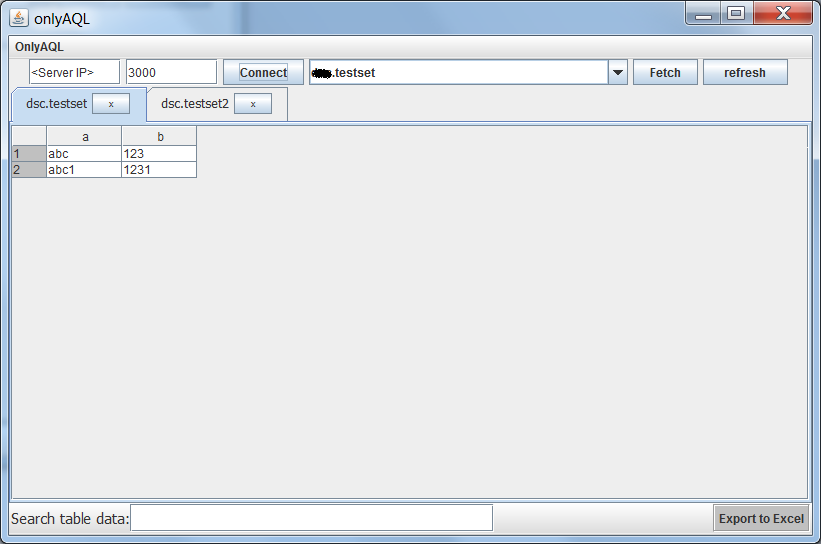 onlyAQL
OnlyAQL
<Server IP> 3000 Connect .testset Fetch refresh
dsc.testset x dsc.testset2 x
a b
1 abc 123
2 abc1 1231
Search table data: Export to Excel